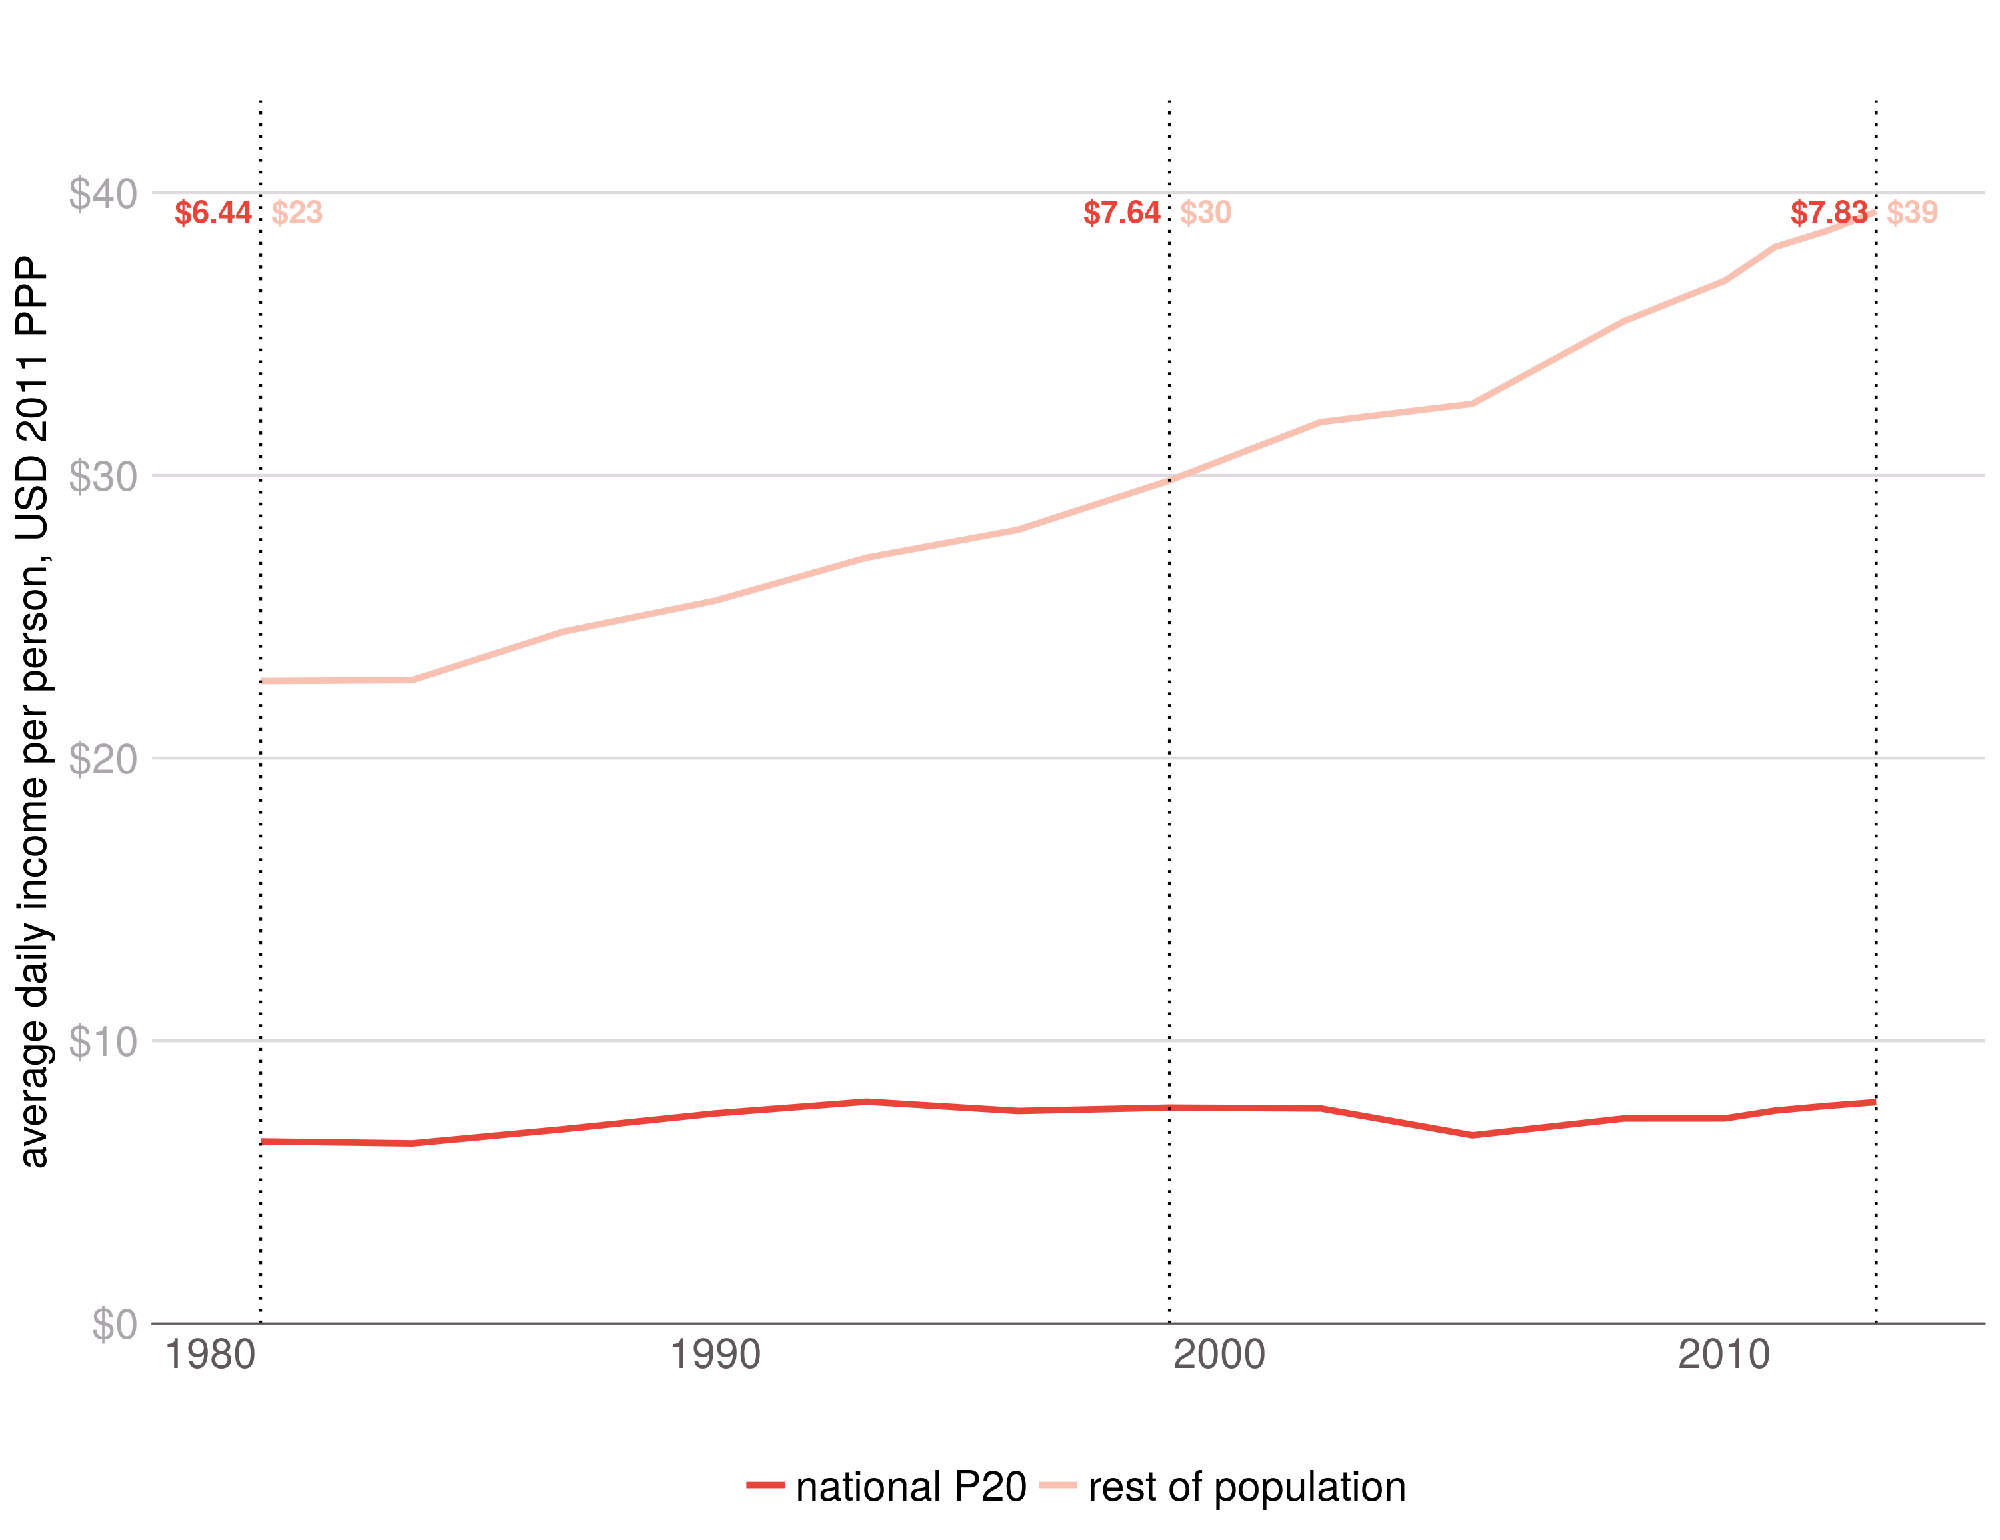 average daily income per person, USD 2011 PPP
$40
$30
$20
$10
$0
$6.44 $23
$7.64 $30
$7.83 $39
1980 1990 2000 2010
national P20 rest of population